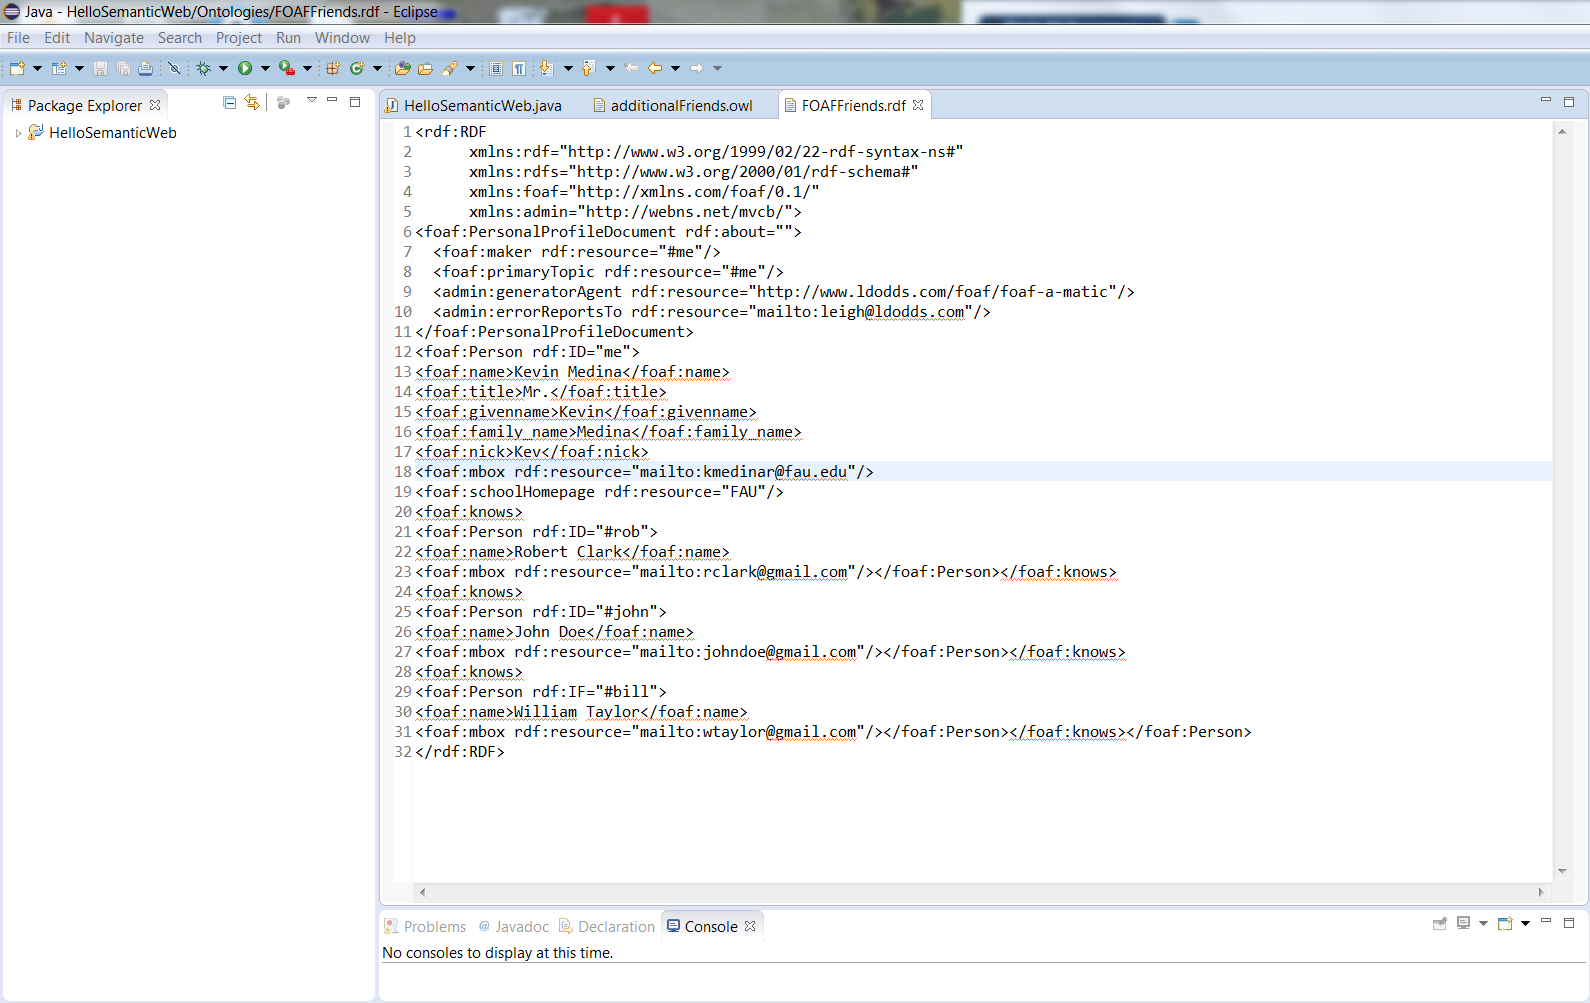 Java - HelloSemanticWeb/Ontologies/FOAFFriends.rdf - Eclipse
File Edit Navigate Search Project Run Window Help
Package Explorer
HelloSemanticWeb
HelloSemanticWeb.java additionalFriends.owl FOAFFriends.rdf
1 <rdf:RDF
2 xmlns:rdf="http://www.w3.org/1999/02/22-rdf-syntax-ns#"
3 xmlns:rdfs="http://www.w3.org/2000/01/rdf-schema#"
4 xmlns:foaf="http://xmlns.com/foaf/0.1/"
5 xmlns:admin="http://webns.net/mvcb/">
6 <foaf:PersonalProfileDocument rdf:about="">
7 <foaf:maker rdf:resource="#me"/>
8 <foaf:primaryTopic rdf:resource="#me"/>
9 <admin:generatorAgent rdf:resource="http://www.ldodds.com/foaf/foaf-a-matic"/>
10 <admin:errorReportsTo rdf:resource="mailto:leigh@ldodds.com"/>
11 </foaf:PersonalProfileDocument>
12 <foaf:Person rdf:ID="me">
13 <foaf:name>Kevin Medina</foaf:name>
14 <foaf:title>Mr.</foaf:title>
15 <foaf:givenname>Kevin</foaf:givenname>
16 <foaf:family_name>Medina</foaf:family_name>
17 <foaf:nick>Kev</foaf:nick>
18 <foaf:mbox rdf:resource="mailto:kmedinar@fau.edu"/>
19 <foaf:schoolHomepage rdf:resource="FAU"/>
20 <foaf:knows>
21 <foaf:Person rdf:ID="#rob">
22 <foaf:name>Robert Clark</foaf:name>
23 <foaf:mbox rdf:resource="mailto:rclark@gmail.com"/></foaf:Person></foaf:knows>
24 <foaf:knows>
25 <foaf:Person rdf:ID="#john">
26 <foaf:name>John Doe</foaf:name>
27 <foaf:mbox rdf:resource="mailto:johndoe@gmail.com"/></foaf:Person></foaf:knows>
28 <foaf:knows>
29 <foaf:Person rdf:IF="#bill">
30 <foaf:name>William Taylor</foaf:name>
31 <foaf:mbox rdf:resource="mailto:wtaylor@gmail.com"/></foaf:Person></foaf:knows></foaf:Person>
32 </rdf:RDF>
Problems @ Javadoc Declaration Console
No consoles to display at this time.